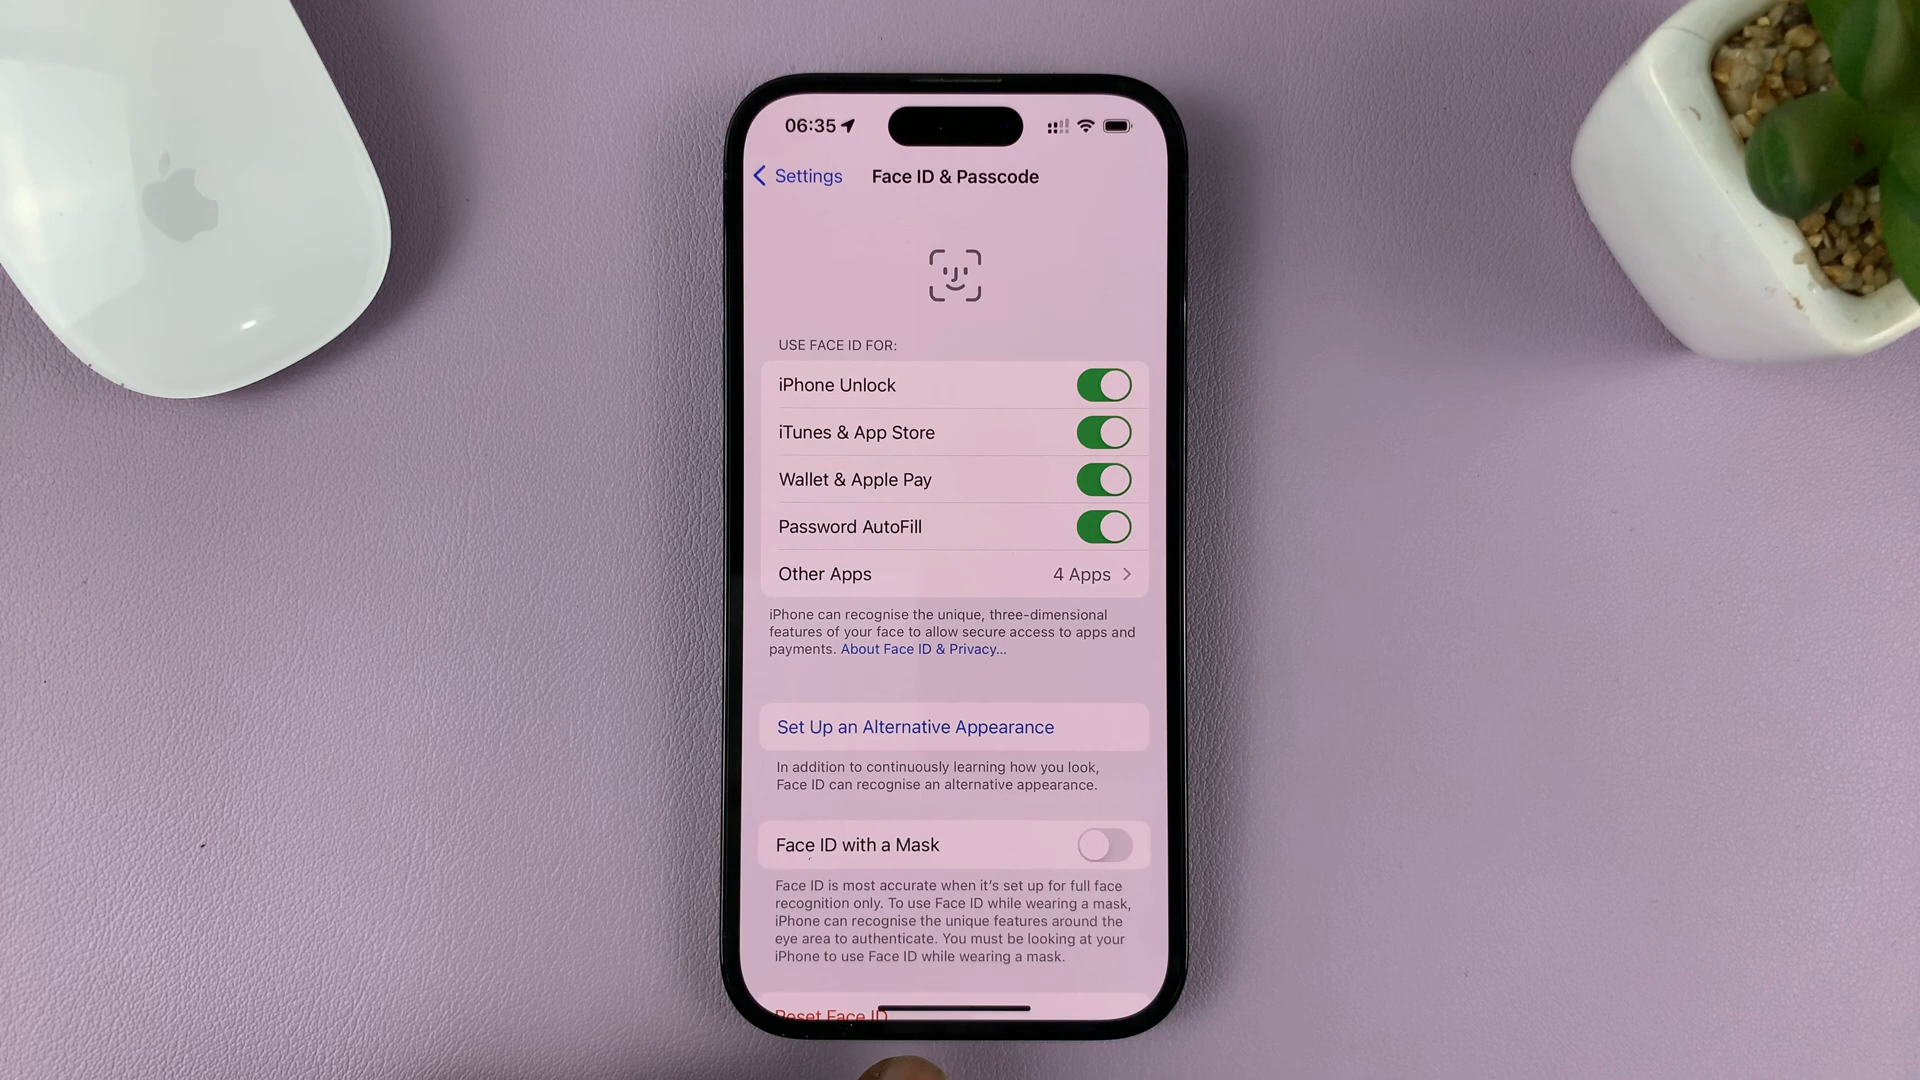 06:35
Settings
Face ID & Passcode
USE FACE ID FOR:
iPhone Unlock
iTunes & App Store
Wallet & Apple Pay
Password AutoFill
Other Apps 4 Apps
iPhone can recognise the unique, three-dimensional
features of your face to allow secure access to apps and
payments. About Face ID & Privacy...
Set Up an Alternative Appearance
In addition to continuously learning how you look,
Face ID can recognise an alternative appearance.
Face ID with a Mask
Face ID is most accurate when it's set up for full face
recognition only. To use Face ID while wearing a mask,
iPhone can recognise the unique features around the
eye area to authenticate. You must be looking at your
iPhone to use Face ID while wearing a mask.
Reset Face ID